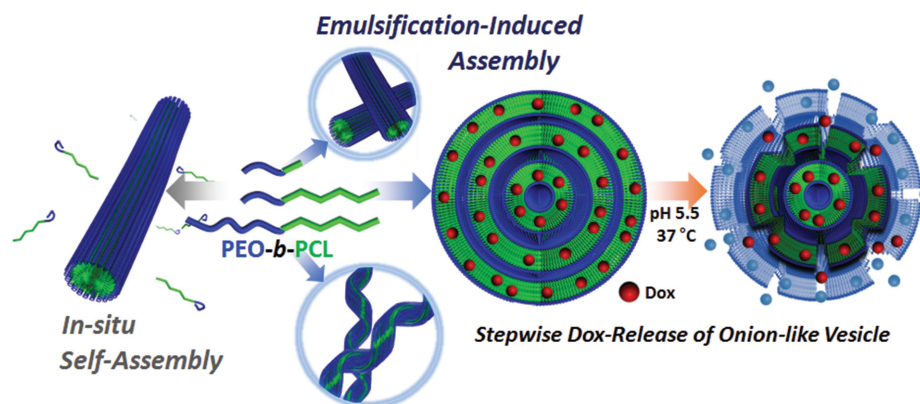 Emulsification-Induced
Assembly
PEO-b-PCL
In-situ
Self-Assembly
pH 5.5
37 °C
Dox
Stepwise Dox-Release of Onion-like Vesicle